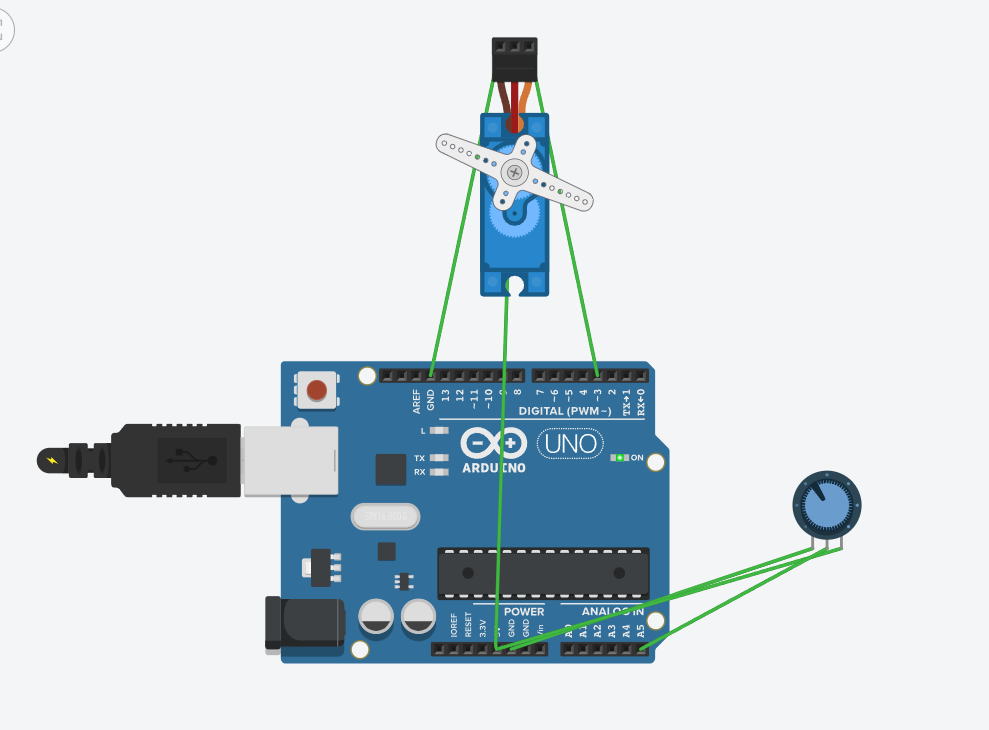 AREF
GND
13
12
~11
~10
9
8
7
~6
~5
4
~3
2
TX→1
RX←0
DIGITAL (PWM~)
L
TX
RX
ARDUINO
UNO
ON
POWER
ANALOG IN
IOREF
RESET
3.3V
5V
GND
GND
Vin
A0
A1
A2
A3
A4
A5